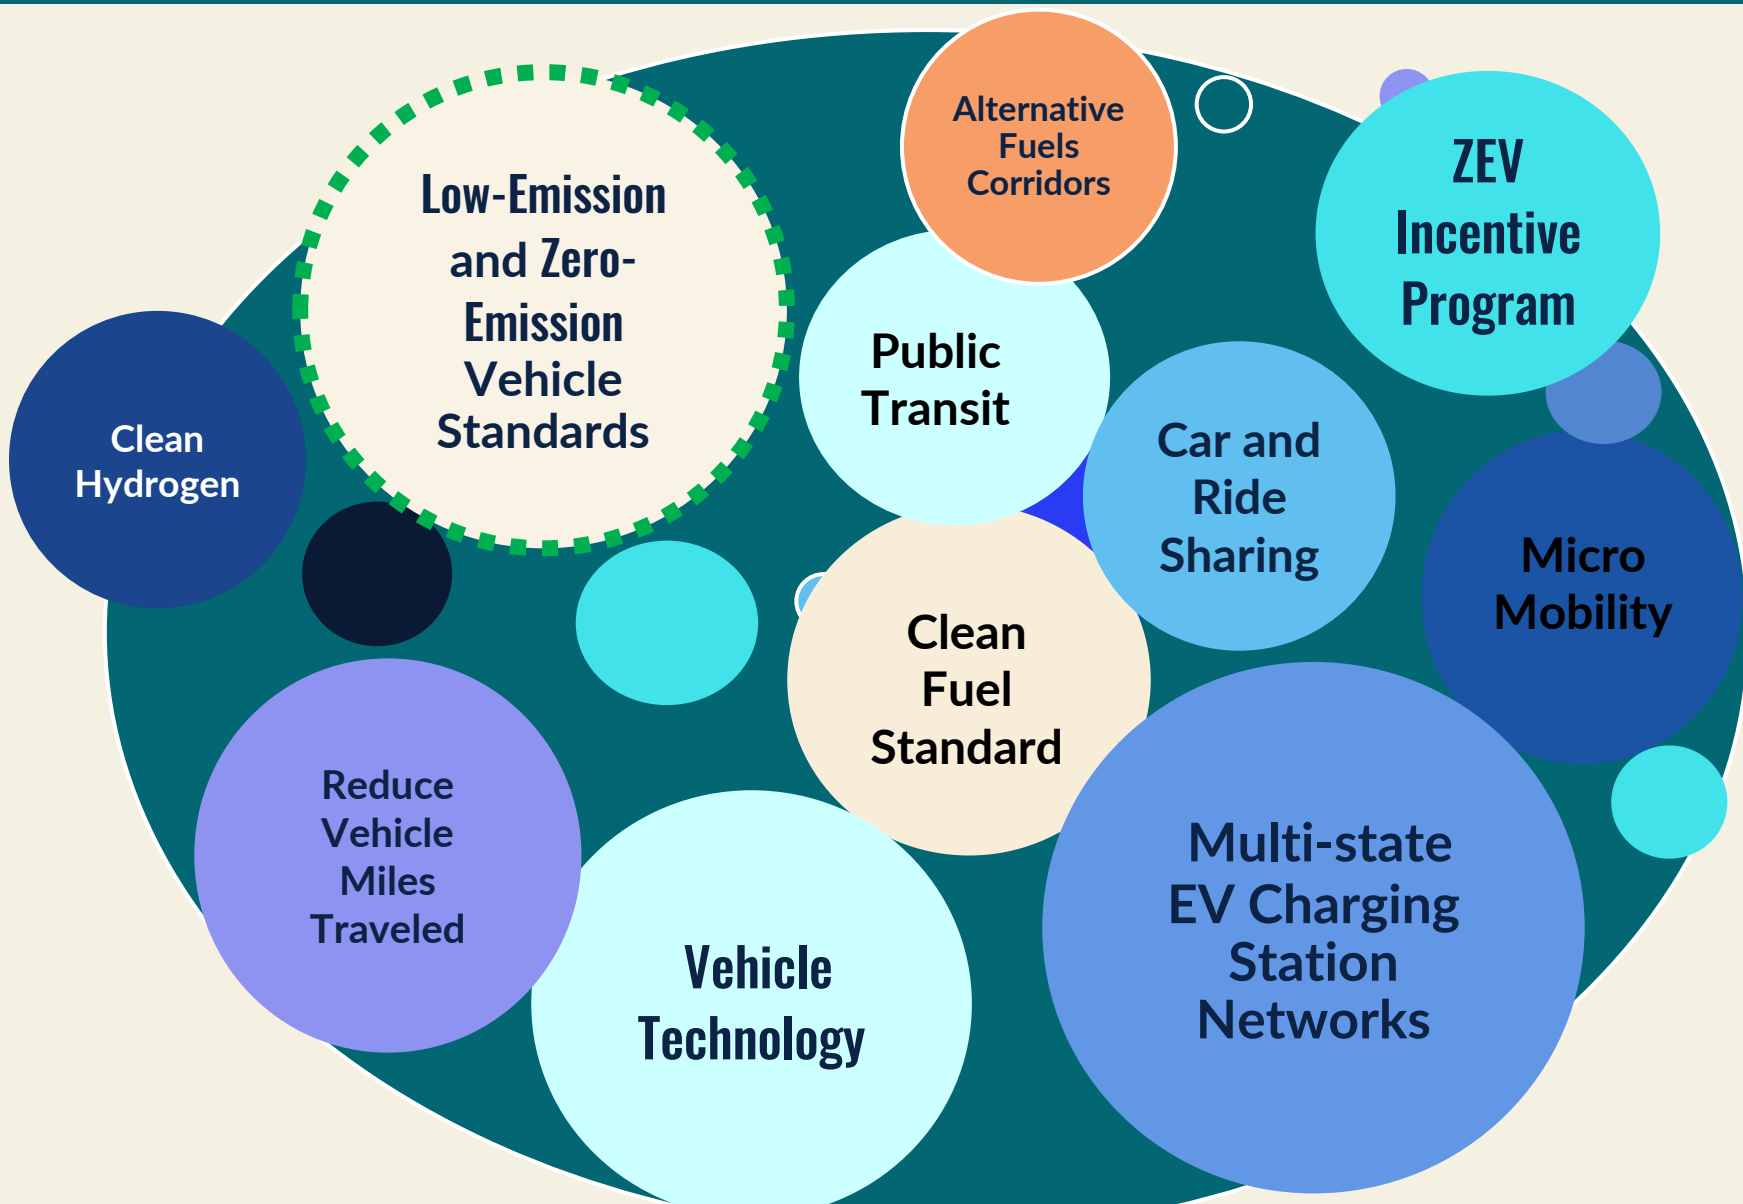 Alternative
Fuels
Corridors
ZEV
Incentive
Program
Low-Emission
and Zero-
Emission
Vehicle
Standards
Public
Transit
Clean
Hydrogen
Car and
Ride
Sharing
Micro
Mobility
Clean
Fuel
Standard
Reduce
Vehicle
Miles
Traveled
Multi-state
EV Charging
Station
Networks
Vehicle
Technology